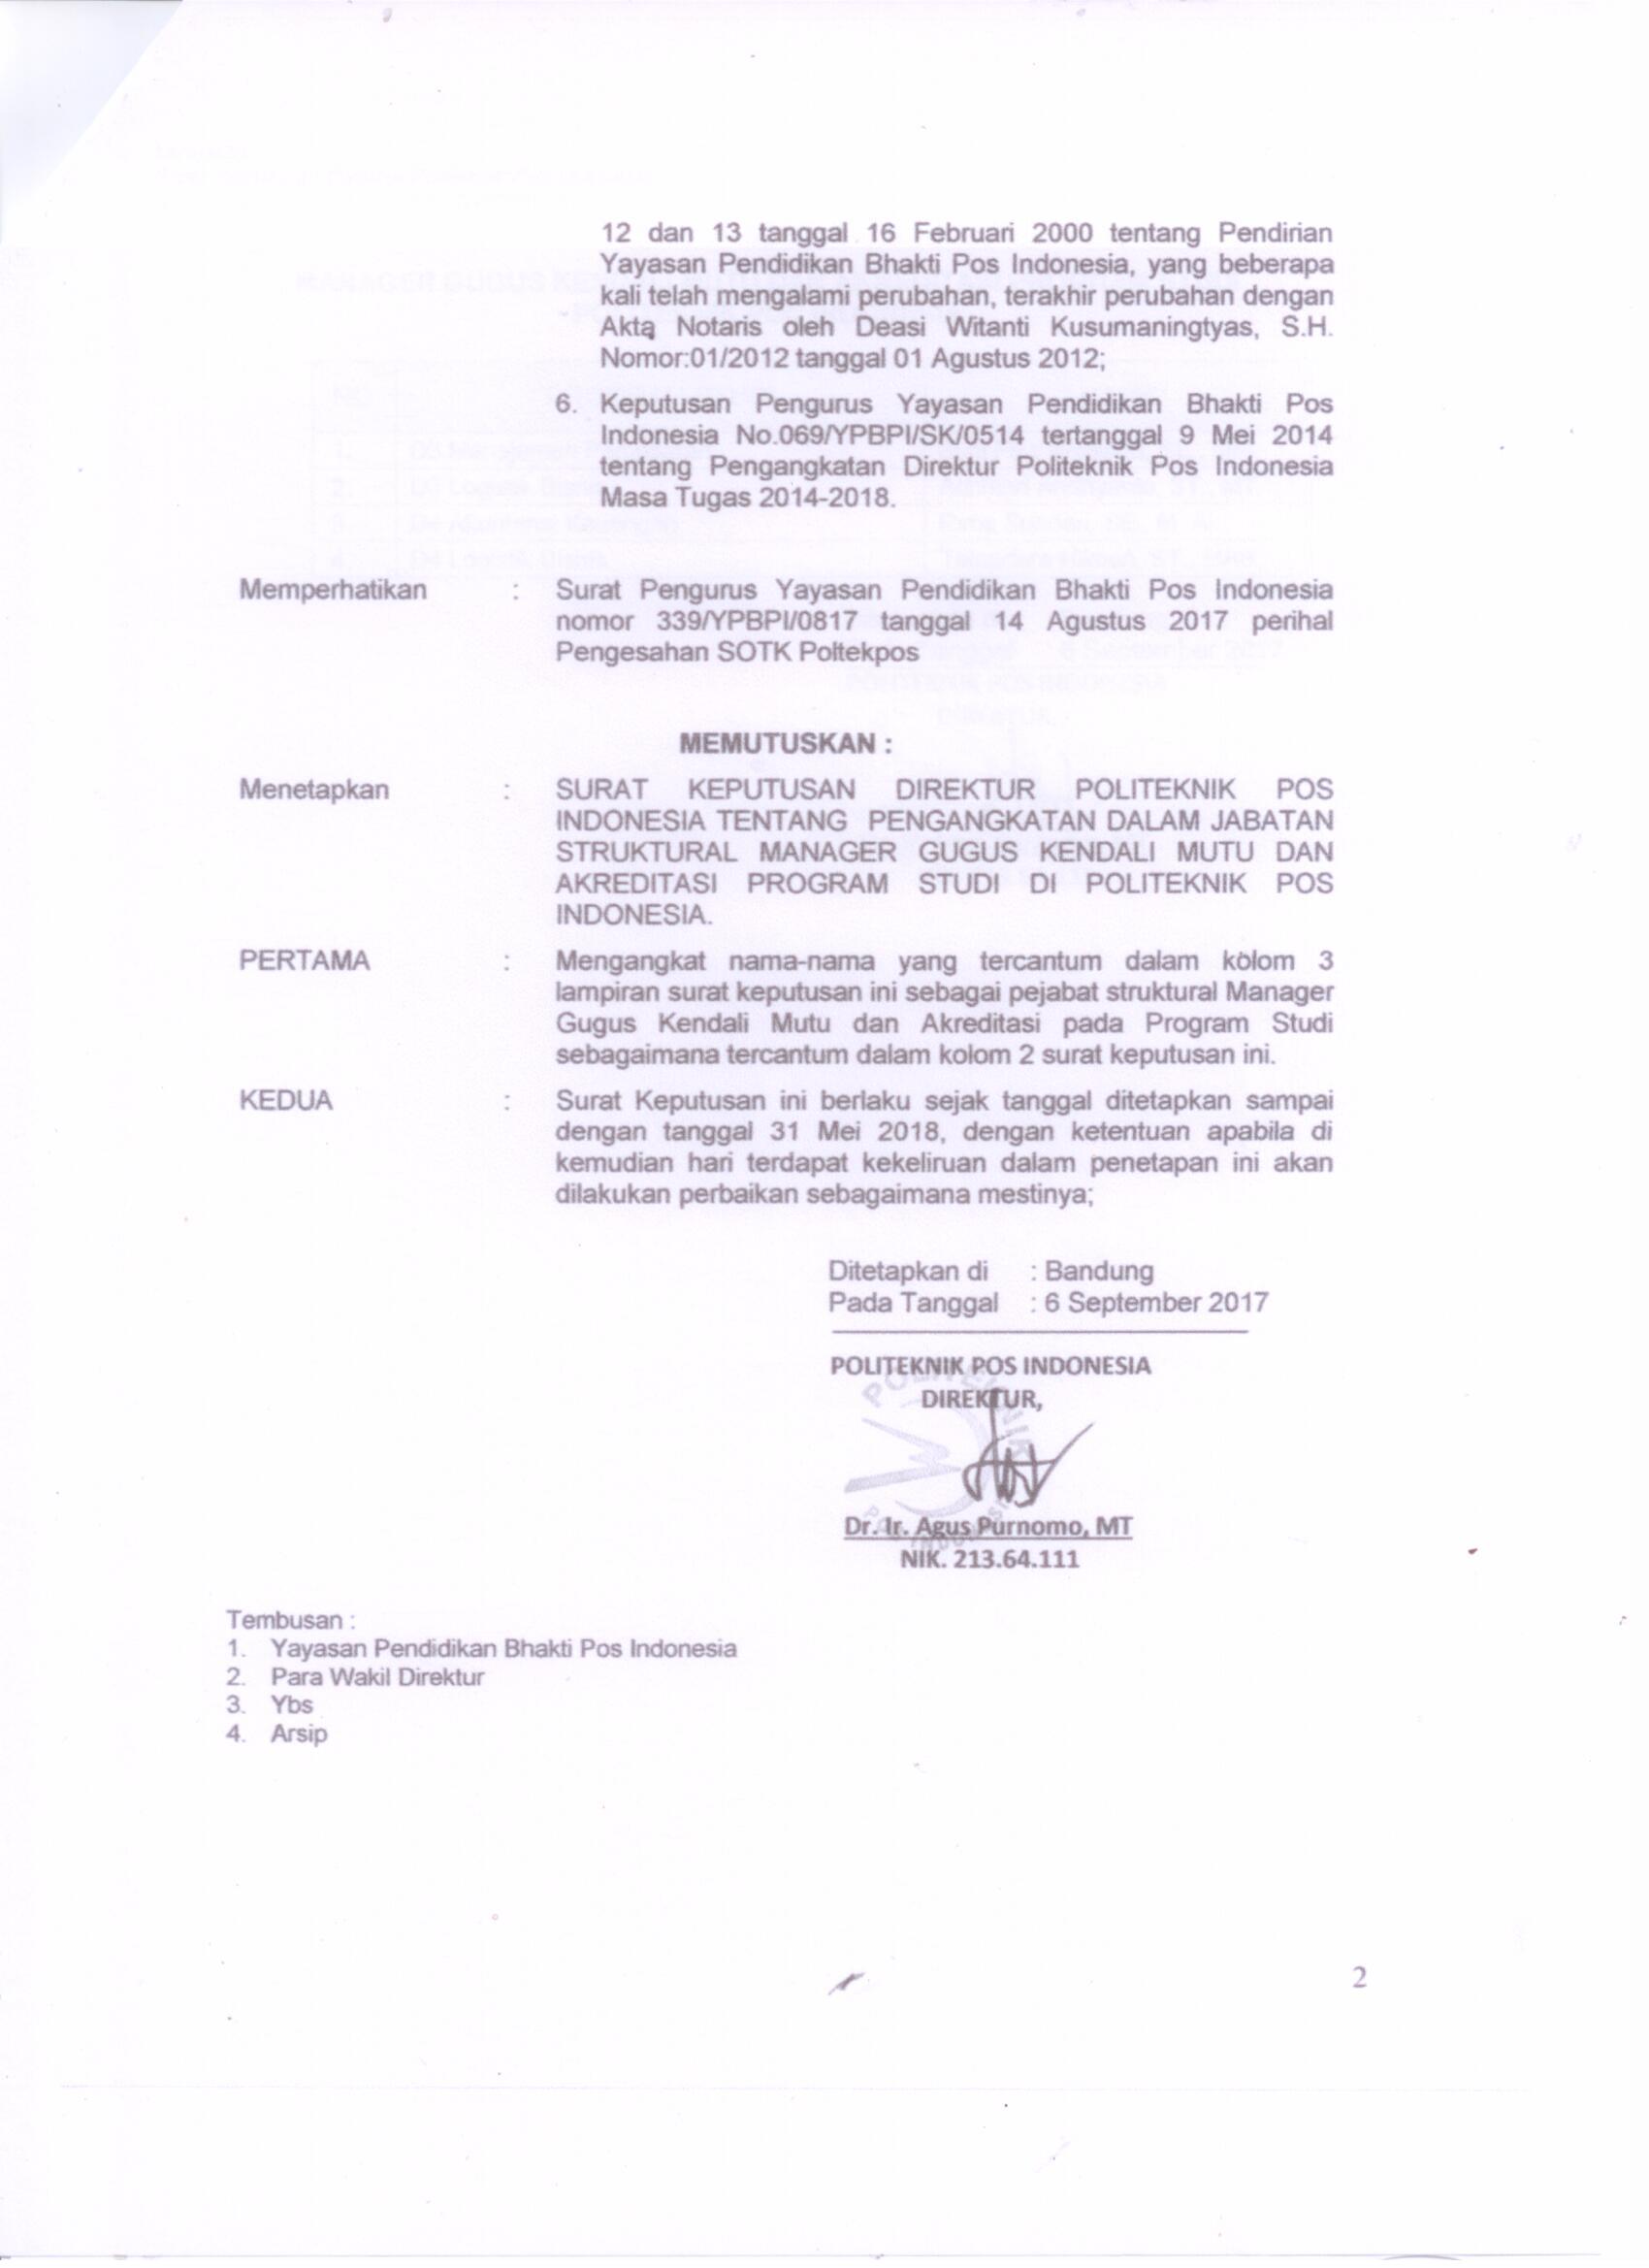 12 dan 13 tanggal 16 Februari 2000 tentang Pendirian
Yayasan Pendidikan Bhakti Pos Indonesia, yang beberapa
kali telah mengalami perubahan, terakhir perubahan dengan
Akta Notaris oleh Deasi Witanti Kusumaningtyas, S.H.
Nomor:01/2012 tanggal 01 Agustus 2012;
6. Keputusan Pengurus Yayasan Pendidikan Bhakti Pos
Indonesia No.069/YPBPI/SK/0514 tertanggal 9 Mei 2014
tentang Pengangkatan Direktur Politeknik Pos Indonesia
Masa Tugas 2014-2018.
Memperhatikan : Surat Pengurus Yayasan Pendidikan Bhakti Pos Indonesia
nomor 339/YPBPI/0817 tanggal 14 Agustus 2017 perihal
Pengesahan SOTK Poltekpos
MEMUTUSKAN :
Menetapkan : SURAT KEPUTUSAN DIREKTUR POLITEKNIK POS
INDONESIA TENTANG PENGANGKATAN DALAM JABATAN
STRUKTURAL MANAGER GUGUS KENDALI MUTU DAN
AKREDITASI PROGRAM STUDI DI POLITEKNIK POS
INDONESIA.
PERTAMA : Mengangkat nama-nama yang tercantum dalam kolom 3
lampiran surat keputusan ini sebagai pejabat struktural Manager
Gugus Kendali Mutu dan Akreditasi pada Program Studi
sebagaimana tercantum dalam kolom 2 surat keputusan ini.
KEDUA : Surat Keputusan ini berlaku sejak tanggal ditetapkan sampai
dengan tanggal 31 Mei 2018, dengan ketentuan apabila di
kemudian hari terdapat kekeliruan dalam penetapan ini akan
dilakukan perbaikan sebagaimana mestinya;
Ditetapkan di : Bandung
Pada Tanggal : 6 September 2017
POLITEKNIK POS INDONESIA
DIREKTUR,
POLITEKNIK
POS INDONESIA
Dr. Ir. Agus Purnomo, MT
NIK. 213.64.111
Tembusan :
1. Yayasan Pendidikan Bhakti Pos Indonesia
2. Para Wakil Direktur
3. Ybs
4. Arsip
2